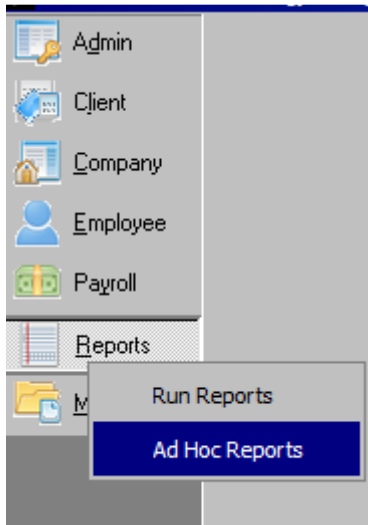 Admin
Client
Company
Employee
Payroll
Reports
Run Reports
M
Ad Hoc Reports